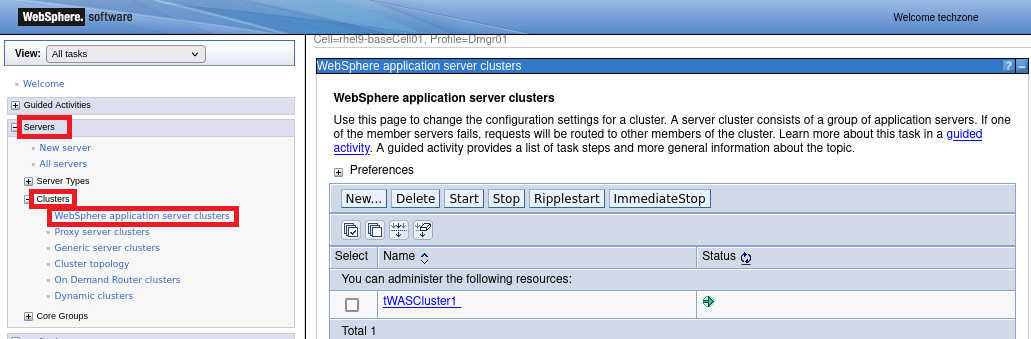 WebSphere. software
Welcome techzone
View: All tasks
Welcome
Guided Activities
Servers
New server
All servers
Server Types
Clusters
WebSphere application server clusters
Proxy server clusters
Generic server clusters
Cluster topology
On Demand Router clusters
Dynamic clusters
Core Groups
Cell=rhel9-baseCell01, Profile=Dmgr01
WebSphere application server clusters ? –
WebSphere application server clusters
Use this page to change the configuration settings for a cluster. A server cluster consists of a group of application servers. If one
of the member servers fails, requests will be routed to other members of the cluster. Learn more about this task in a guided
activity. A guided activity provides a list of task steps and more general information about the topic.
Preferences
New... Delete Start Stop Ripplestart ImmediateStop
Select Name Status
You can administer the following resources:
tWASCluster1
Total 1